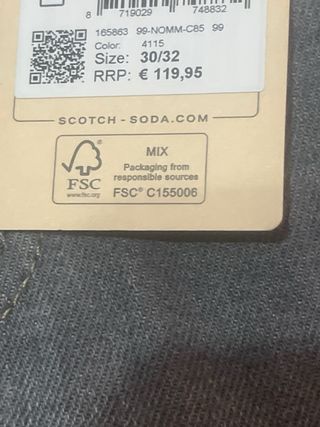 8 719029 748832
165863 99-NOMM-C85 99
Color: 4115
Size: 30/32
RRP: € 119,95
SCOTCH - SODA.COM
FSC®
www.fsc.org
MIX
Packaging from
responsible sources
FSC® C155006